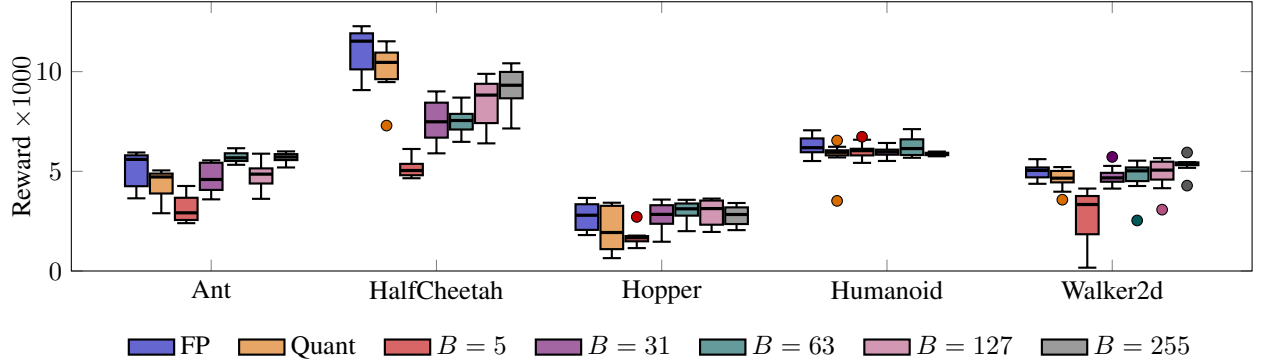 Reward ×1000
10
5
0
Ant HalfCheetah Hopper Humanoid Walker2d
FP Quant B = 5 B = 31 B = 63 B = 127 B = 255